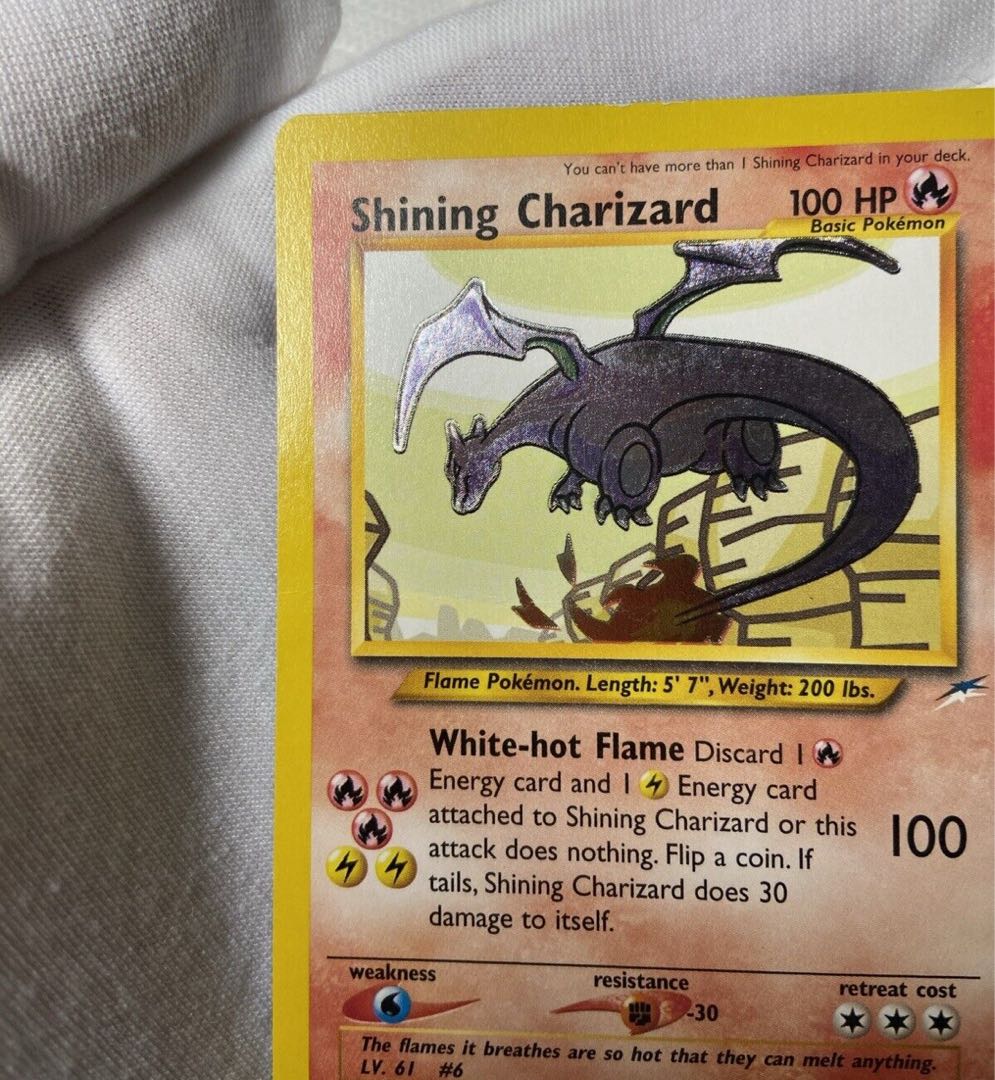 You can't have more than 1 Shining Charizard in your deck.
Shining Charizard 100 HP
Basic Pokémon
Flame Pokémon. Length: 5' 7", Weight: 200 lbs.
White-hot Flame Discard 1
Energy card and 1 Energy card
attached to Shining Charizard or this
attack does nothing. Flip a coin. If
tails, Shining Charizard does 30
damage to itself.
100
weakness resistance retreat cost
-30
The flames it breathes are so hot that they can melt anything.
LV. 61 #6